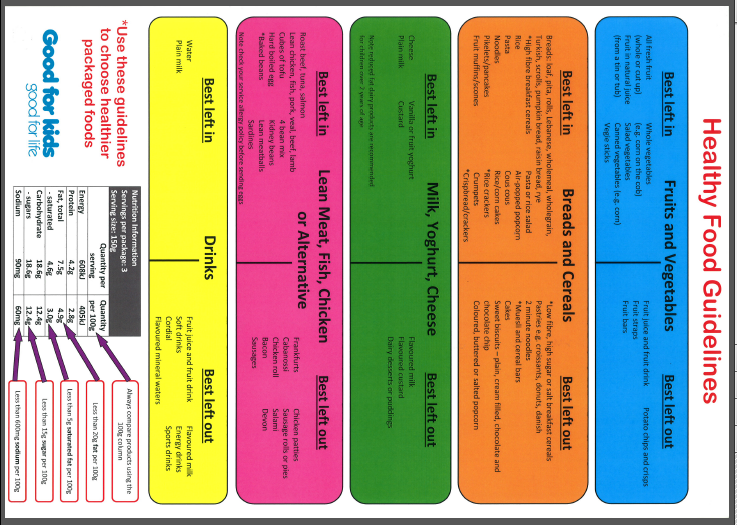 Healthy Food Guidelines
Fruits and Vegetables
Best left in
All fresh fruit
(whole or cut up)
Fruit in natural juice
(from a tin or tub)
Whole vegetables
(e.g. corn on the cob)
Salad vegetables
Canned vegetables (e.g. corn)
Vegie sticks
Best left out
Fruit juice and fruit drink
Fruit straps
Fruit bars
Potato chips and crisps
Breads and Cereals
Best left in
Breads: loaf, pita, rolls, Lebanese, wholemeal, wholegrain,
Turkish, scrolls, pumpkin bread, raisin bread, rye
*High fibre breakfast cereals
Rice
Pasta
Noodles
Pikelets/pancakes
Fruit muffins/scones
Pasta or rice salad
Air-popped popcorn
Cous cous
Rice/corn cakes
*Rice crackers
Crumpets
*Crispbread/crackers
Best left out
*Low fibre, high sugar or salt breakfast cereals
Pastries e.g. croissants, donuts, danish
2 minute noodles
*Muesli and cereal bars
Cakes
Sweet biscuits – plain, cream filled, chocolate and
chocolate chip
Coloured, buttered or salted popcorn
Milk, Yoghurt, Cheese
Best left in
Cheese
Plain milk
Vanilla or fruit yoghurt
Custard
Note reduced fat dairy products are recommended
for children over 2 years of age
Best left out
Flavoured milk
Flavoured custard
Dairy desserts or puddings
Lean Meat, Fish, Chicken
or Alternative
Best left in
Roast beef, tuna, salmon
Lean chicken, fish, pork, veal, beef, lamb
Cubes of tofu
Hard boiled egg
*Baked beans
4 bean mix
Kidney beans
Lean meatballs
Sardines
Note check your service allergy policy before sending eggs
Best left out
Frankfurts
Cabanossi
Chicken roll
Bacon
Sausages
Chicken patties
Sausage rolls or pies
Salami
Devon
Drinks
Best left in
Water
Plain milk
Best left out
Fruit juice and fruit drink
Soft drinks
Cordial
Flavoured mineral waters
Flavoured milk
Energy drinks
Sports drinks
*Use these guidelines
to choose healthier
packaged foods
Good for kids
good for life
Nutrition Information
Servings per package: 3
Serving size: 150g
Quantity per serving Quantity per 100g
Energy 608kJ 405kJ
Protein 4.2g 2.8g
Fat, total 7.5g 4.9g
- saturated 4.6g 3.0g
Carbohydrate 18.6g 12.4g
- sugars 18.6g 12.4g
Sodium 90mg 60mg
Always compare products using the
100g column
Less than 10g fat per 100g
Less than 5g saturated fat per 100g
Less than 15g sugar per 100g
Less than 600mg sodium per 100g